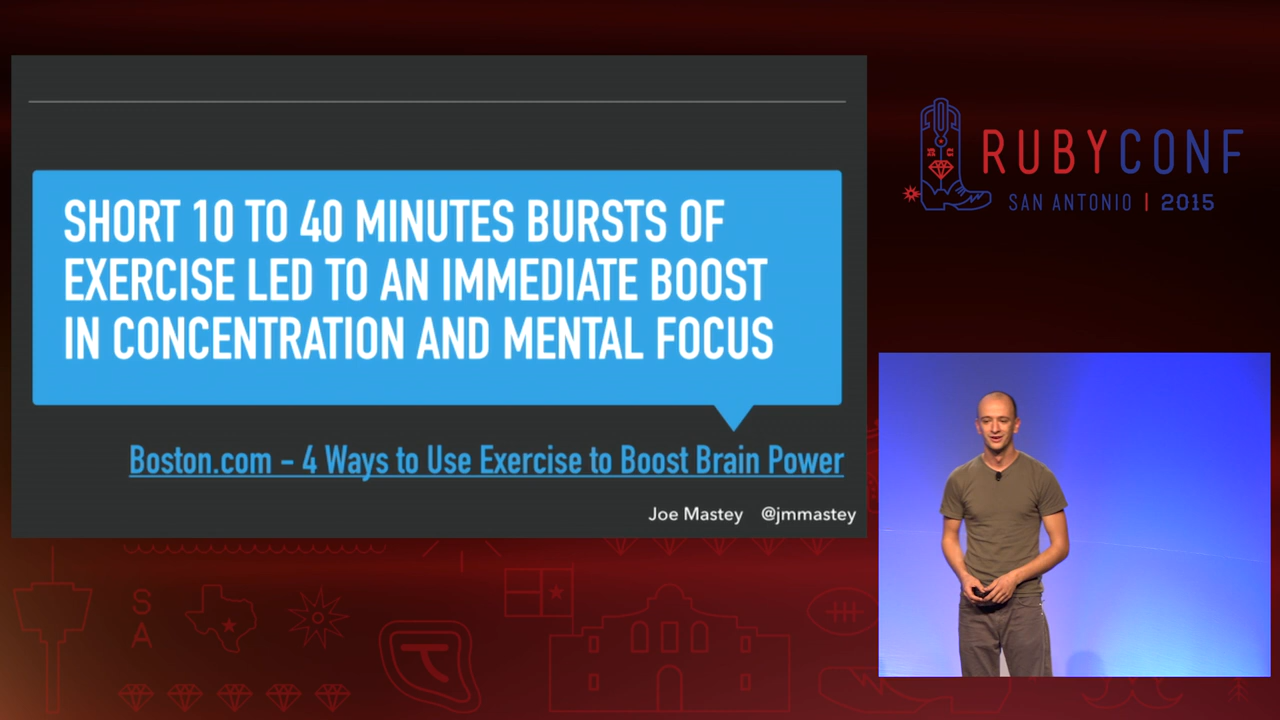 SHORT 10 TO 40 MINUTES BURSTS OF
EXERCISE LED TO AN IMMEDIATE BOOST
IN CONCENTRATION AND MENTAL FOCUS
Boston.com - 4 Ways to Use Exercise to Boost Brain Power
Joe Mastey @jmmastey
RUBYCONF
SAN ANTONIO | 2015
S
A